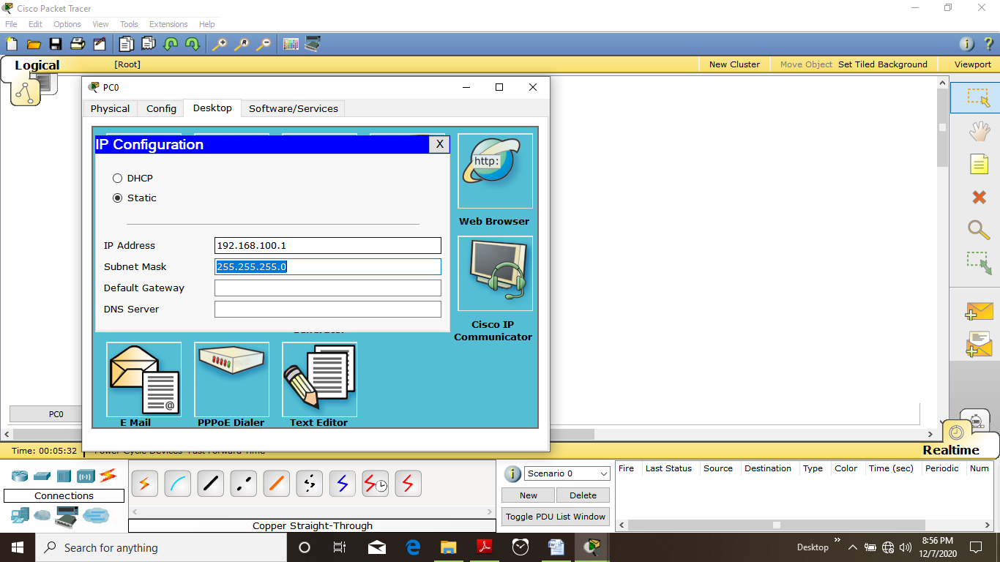 Cisco Packet Tracer
File Edit Options View Tools Extensions Help
Logical [Root] New Cluster Move Object Set Tiled Background Viewport
PC0
Physical Config Desktop Software/Services
IP Configuration X
http:
DHCP
Static
Web Browser
IP Address 192.168.100.1
Subnet Mask 255.255.255.0
Default Gateway
DNS Server
Cisco IP
Communicator
@
E Mail PPPoE Dialer Text Editor
PC0
Time: 00:05:32 Power Cycle Devices Fast Forward Time Realtime
Connections
Copper Straight-Through
Scenario 0
New Delete
Toggle PDU List Window
Fire Last Status Source Destination Type Color Time (sec) Periodic Num
Search for anything
Desktop
8:56 PM
12/7/2020